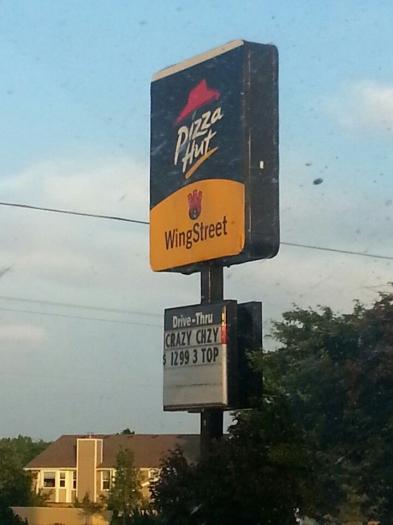 Pizza
Hut
WingStreet
Drive-Thru
CRAZY CHZY
$ 1299 3 TOP